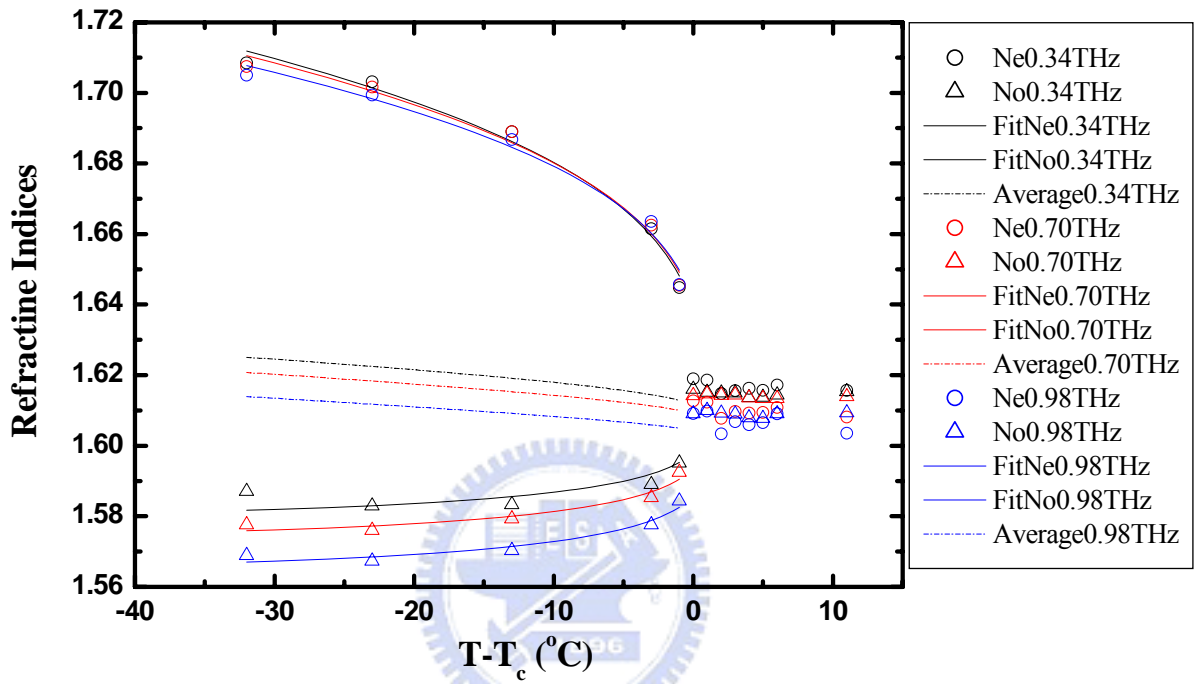 1.72
1.70
1.68
1.66
1.64
1.62
1.60
1.58
1.56
Refractine Indices
-40
-30
-20
-10
0
10
T-Tc (oC)
Ne0.34THz
No0.34THz
FitNe0.34THz
FitNo0.34THz
Average0.34THz
Ne0.70THz
No0.70THz
FitNe0.70THz
FitNo0.70THz
Average0.70THz
Ne0.98THz
No0.98THz
FitNe0.98THz
FitNo0.98THz
Average0.98THz